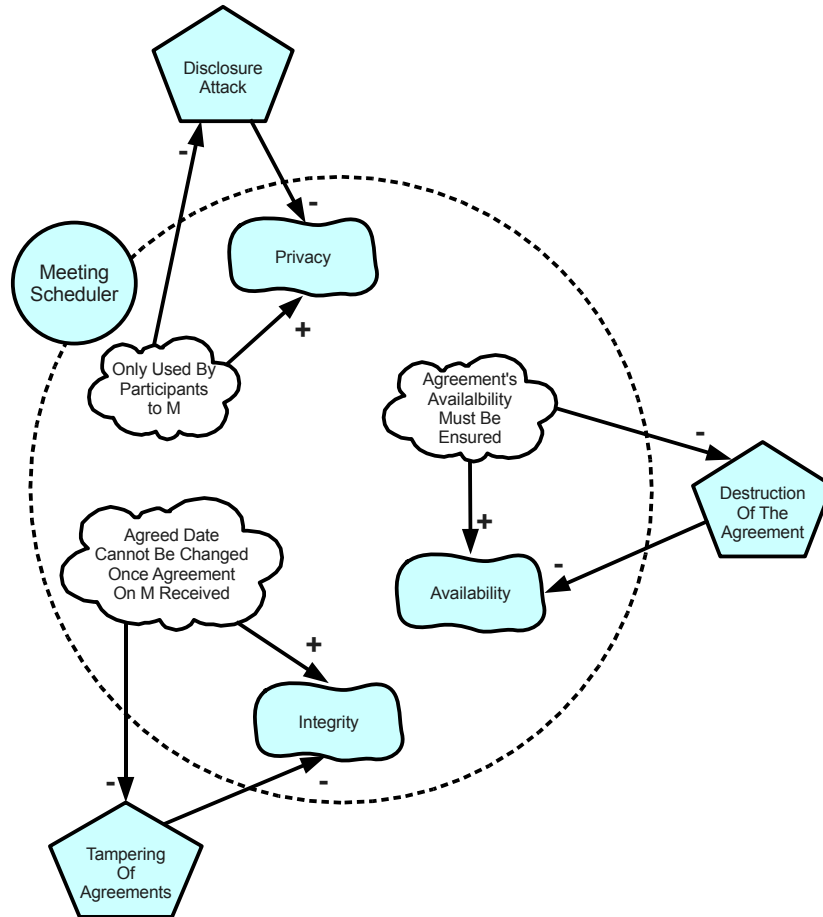 Disclosure
Attack
-
-
Privacy
Meeting
Scheduler
+
Only Used By
Participants
to M
Agreement's
Availalbility
Must Be
Ensured
-
Destruction
Of The
Agreement
+
-
Availability
Agreed Date
Cannot Be Changed
Once Agreement
On M Received
+
Integrity
-
-
Tampering
Of
Agreements